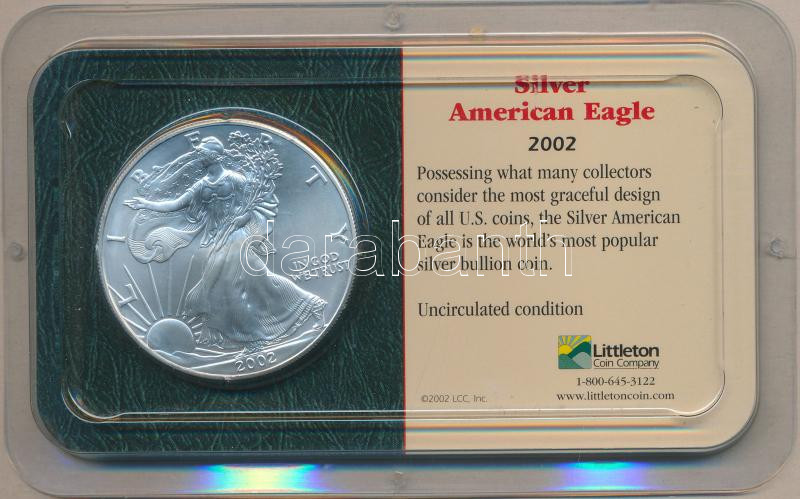 LIBERTY
IN GOD
WE TRUST
2002
Silver
American Eagle
2002
Possessing what many collectors
consider the most graceful design
of all U.S. coins, the Silver American
Eagle is the world's most popular
silver bullion coin.
Uncirculated condition
Littleton
Coin Company
1-800-645-3122
©2002 LCC, Inc.
www.littletoncoin.com
darabanth